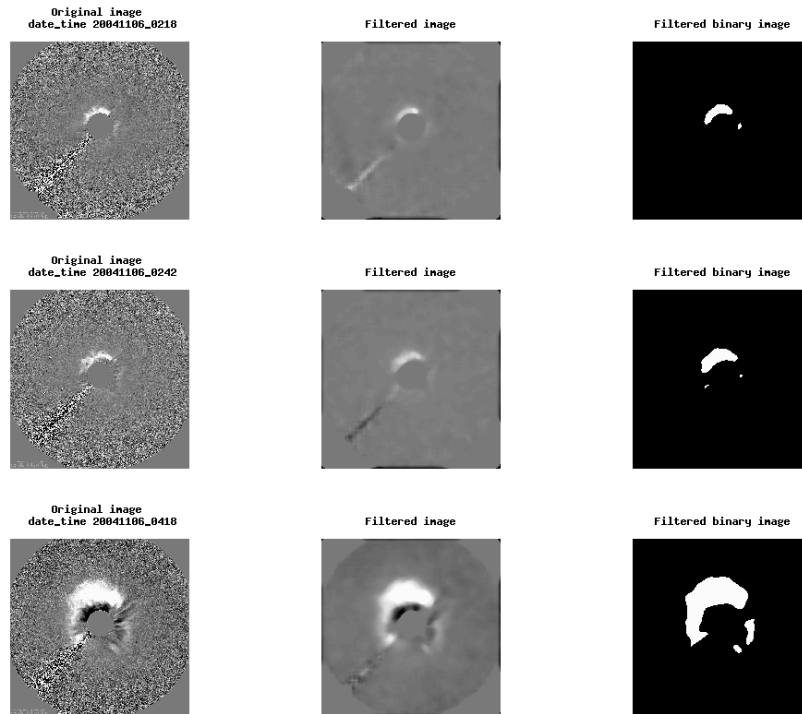 Original image
date_time 20041106_0218
Filtered image
Filtered binary image
Original image
date_time 20041106_0242
Filtered image
Filtered binary image
Original image
date_time 20041106_0418
Filtered image
Filtered binary image